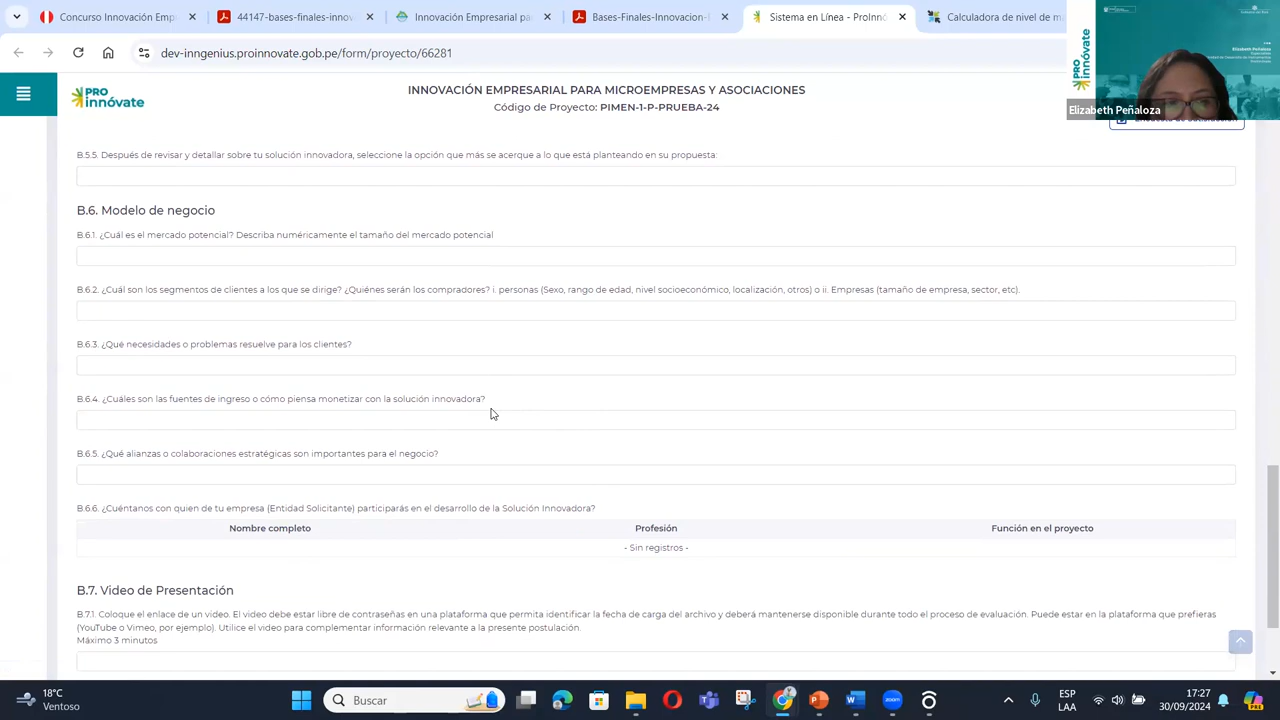 Concurso Innovación Emp
44147-bases-finales-innov
Innovación Empresarial pa
Bases-Finales-Innovacion-I
Sistema en Línea - ProInnó
Calculadora de nivel de ma
dev-inngenius.proinnovate.gob.pe/form/proyecto/66281
PRO
innóvate
INNOVACIÓN EMPRESARIAL PARA MICROEMPRESAS Y ASOCIACIONES
Código de Proyecto: PIMEN-1-P-PRUEBA-24
PRO innóvate
Elizabeth Peñaloza
Elizabeth Peñaloza
B.5.5. Después de revisar y detallar sobre tu solución innovadora, seleccione la opción que más se acerque a lo que está planteando en su propuesta:
B.6. Modelo de negocio
B.6.1. ¿Cuál es el mercado potencial? Describa numéricamente el tamaño del mercado potencial
B.6.2. ¿Cuál son los segmentos de clientes a los que se dirige? ¿Quiénes serán los compradores? i. personas (Sexo, rango de edad, nivel socioeconómico, localización, otros) o ii. Empresas (tamaño de empresa, sector, etc).
B.6.3. ¿Qué necesidades o problemas resuelve para los clientes?
B.6.4. ¿Cuáles son las fuentes de ingreso o cómo piensa monetizar con la solución innovadora?
B.6.5. ¿Qué alianzas o colaboraciones estratégicas son importantes para el negocio?
B.6.6. ¿Cuéntanos con quien de tu empresa (Entidad Solicitante) participarás en el desarrollo de la Solución Innovadora?
Nombre completo Profesión Función en el proyecto
- Sin registros -
B.7. Video de Presentación
B.7.1. Coloque el enlace de un video. El video debe estar libre de contraseñas en una plataforma que permita identificar la fecha de carga del archivo y deberá mantenerse disponible durante todo el proceso de evaluación. Puede estar en la plataforma que prefieras
(YouTube o Vimeo, por ejemplo). Utilice el video para complementar información relevante a la presente postulación.
Máximo 3 minutos
18°C
Ventoso
Buscar
ESP
LAA
17:27
30/09/2024